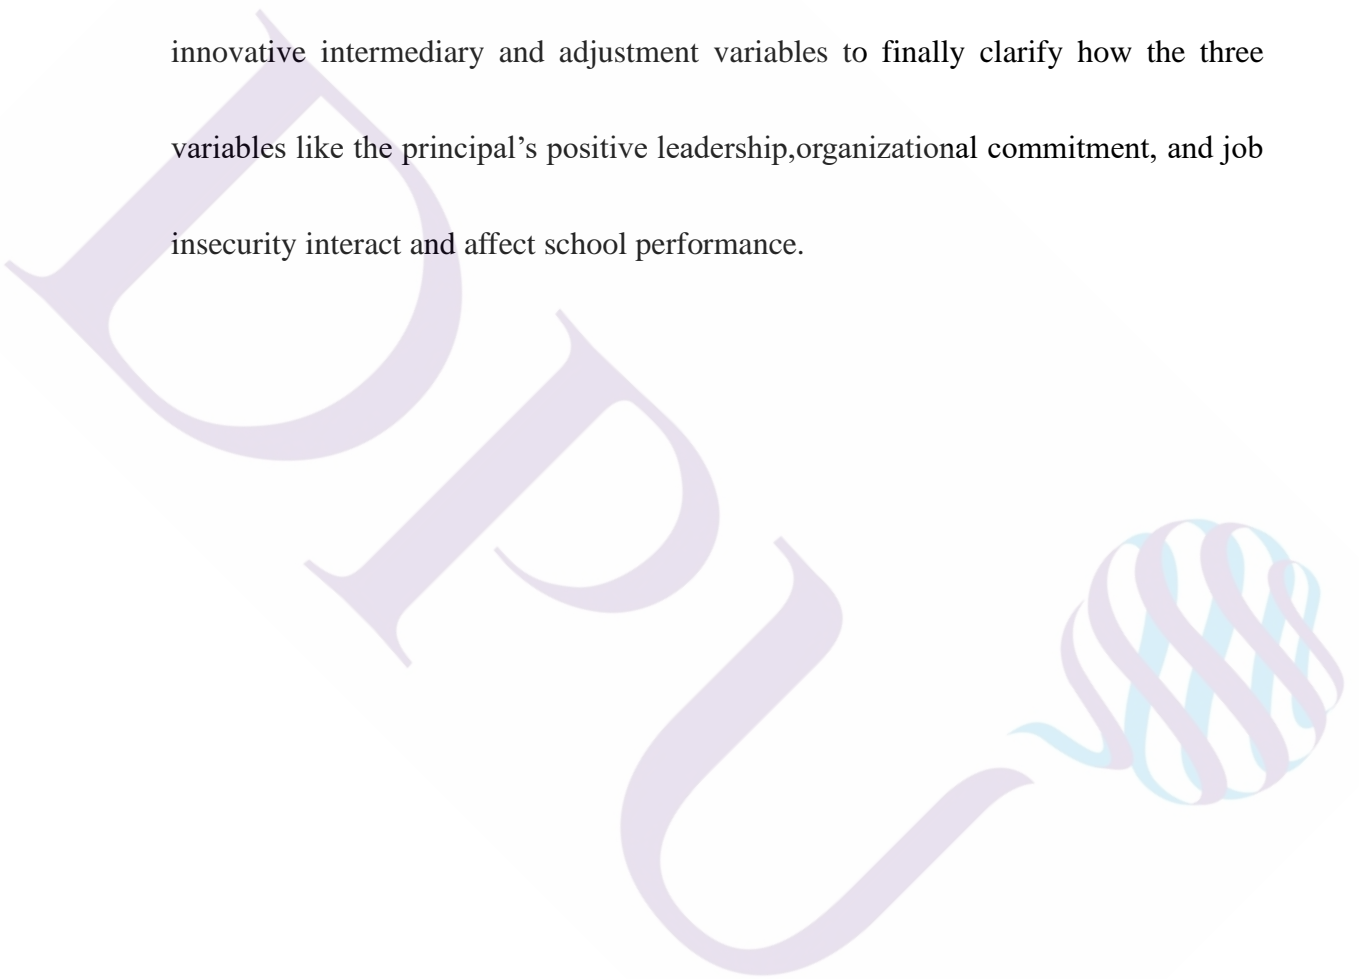 innovative intermediary and adjustment variables to finally clarify how the three
variables like the principal’s positive leadership,organizational commitment, and job
insecurity interact and affect school performance.
DPU